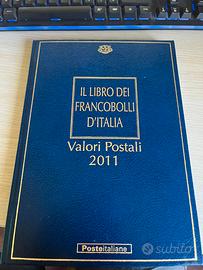 IL LIBRO DEI
FRANCOBOLLI
D'ITALIA
Valori Postali
2011
Posteitaliane
subito